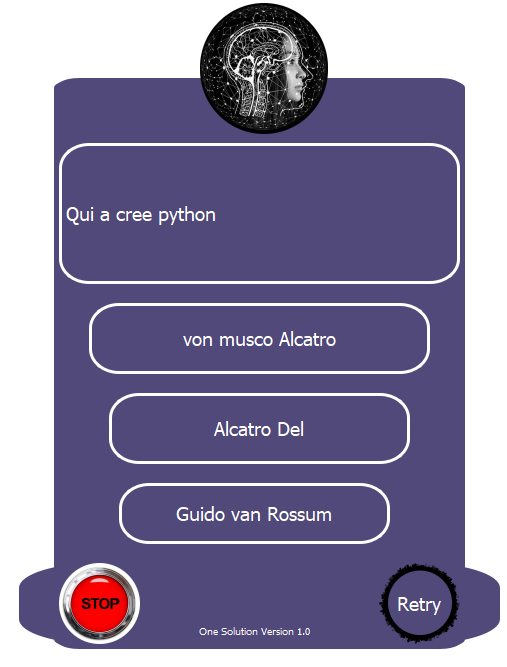 Qui a cree python
von musco Alcatro
Alcatro Del
Guido van Rossum
STOP
Retry
One Solution Version 1.0